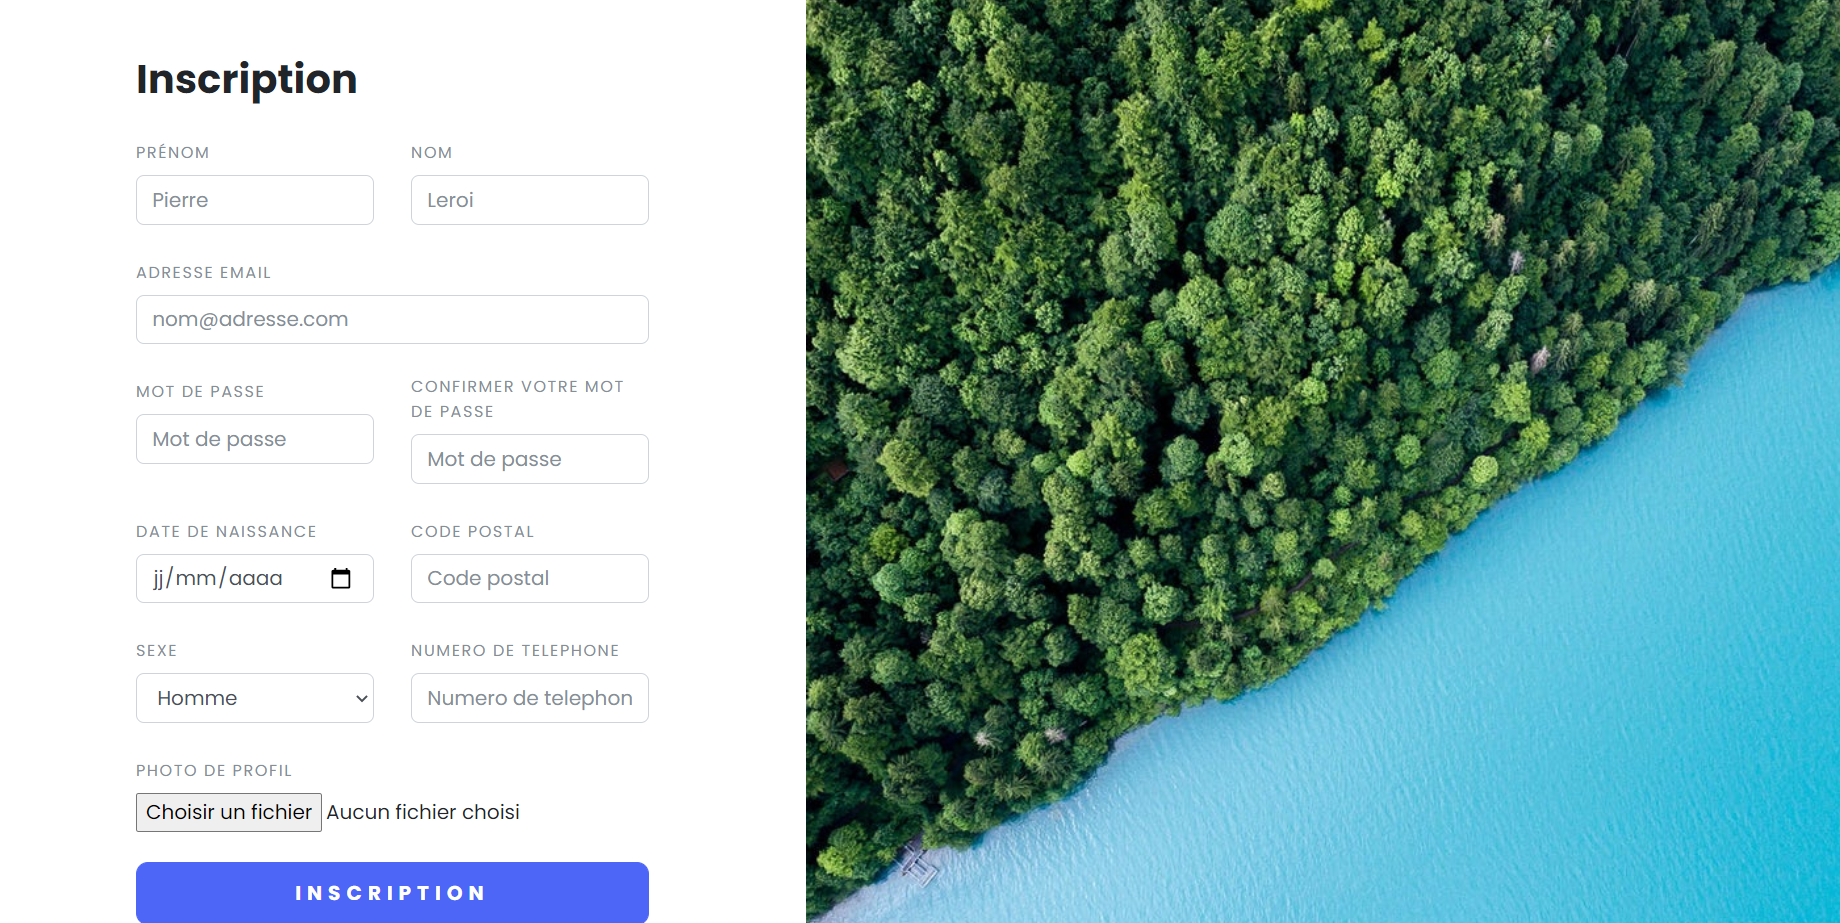 Inscription
PRÉNOM
NOM
Pierre
Leroi
ADRESSE EMAIL
nom@adresse.com
MOT DE PASSE
CONFIRMER VOTRE MOT
DE PASSE
Mot de passe
Mot de passe
DATE DE NAISSANCE
CODE POSTAL
jj/mm/aaaa
Code postal
SEXE
NUMERO DE TELEPHONE
Homme
Numero de telephon
PHOTO DE PROFIL
Choisir un fichier Aucun fichier choisi
INSCRIPTION